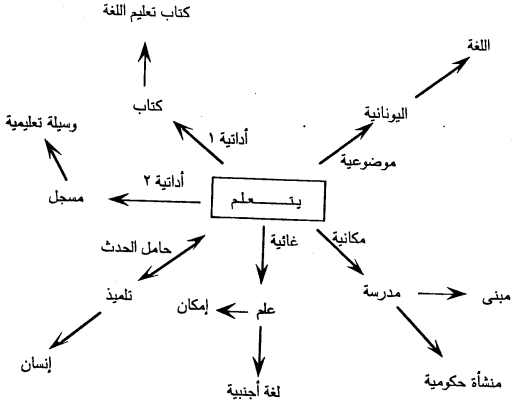 كتاب تعليم اللغة
اللغة
كتاب
اليونانية
وسيلة تعليمية
أداتية ١
موضوعية
أداتية ٢
مسجل
يتعلم
حامل الحدث
غائية
مكانية
تلميذ
إمكان
علم
مدرسة
مبنى
إنسان
لغة أجنبية
منشأة حكومية